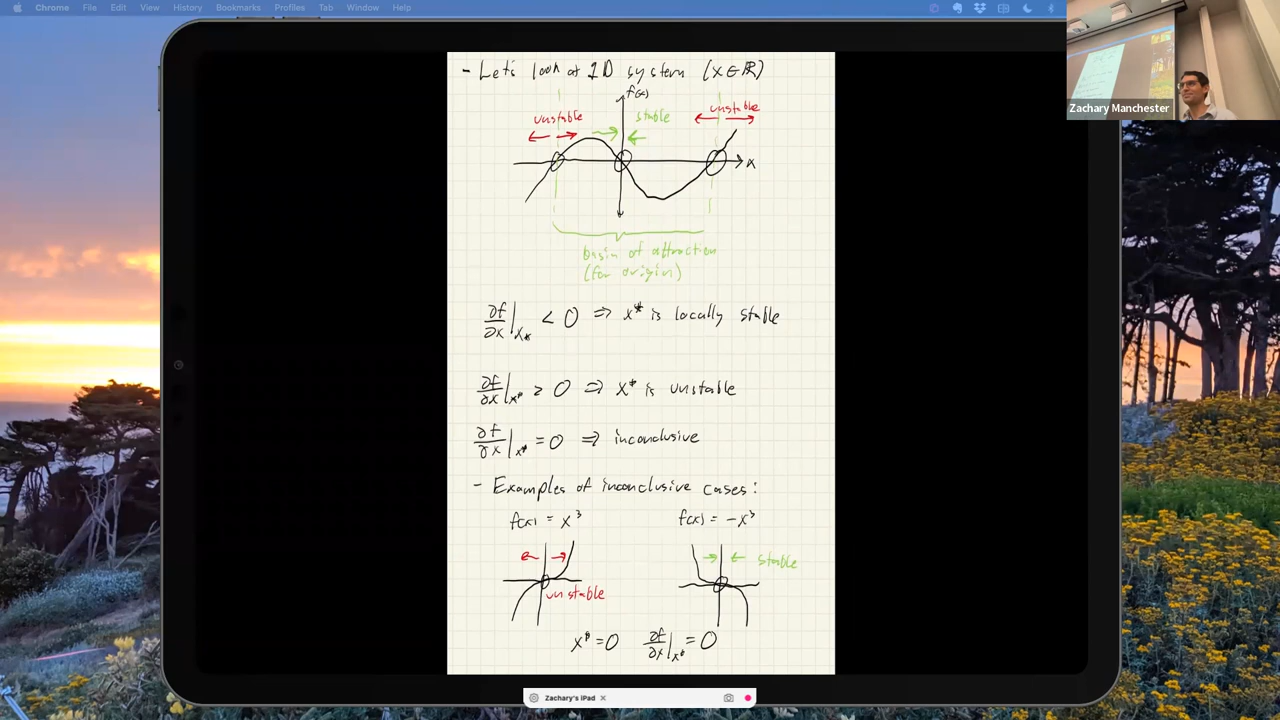 Chrome File Edit View History Bookmarks Profiles Tab Window Help
Zachary Manchester
- Let's look at 1D system (x∈ℝ)
f(x)
unstable
stable
unstable
x
basin of attraction
(for origin)
∂f/∂x|x* < 0 ⇒ x* is locally stable
∂f/∂x|x* > 0 ⇒ x* is unstable
∂f/∂x|x* = 0 ⇒ inconclusive
- Examples of inconclusive cases:
f(x) = x³
f(x) = -x³
stable
unstable
x* = 0 ∂f/∂x|x* = 0
Zachary's iPad